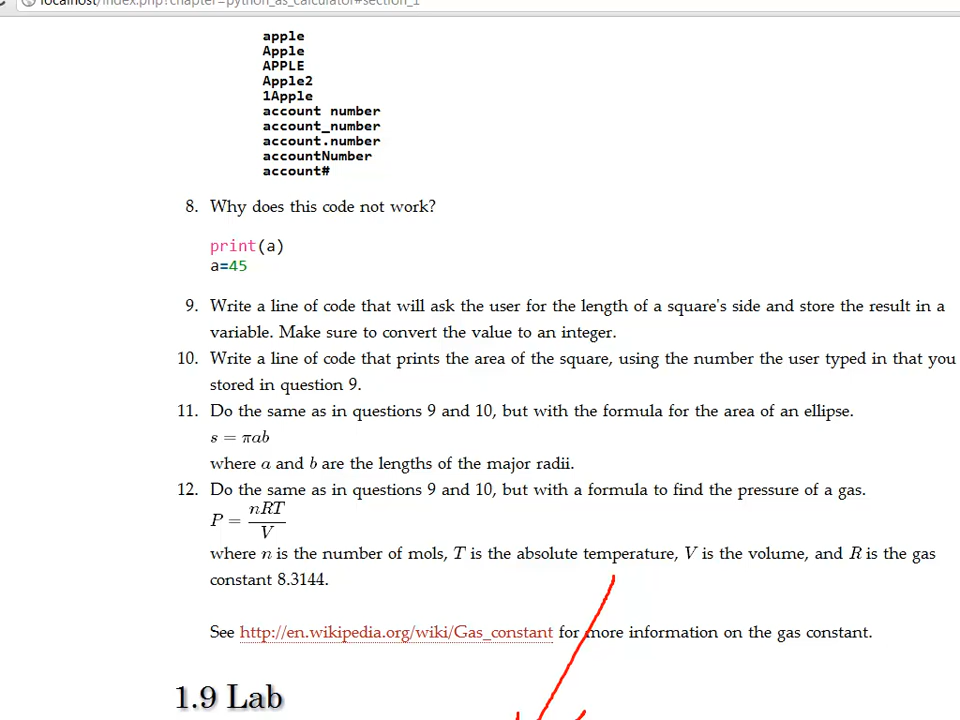 localhost/index.php?chapter=python_as_calculator#section_1
apple
Apple
APPLE
Apple2
1Apple
account number
account_number
account.number
accountNumber
account#
8. Why does this code not work?
print(a)
a=45
9. Write a line of code that will ask the user for the length of a square's side and store the result in a
variable. Make sure to convert the value to an integer.
10. Write a line of code that prints the area of the square, using the number the user typed in that you
stored in question 9.
11. Do the same as in questions 9 and 10, but with the formula for the area of an ellipse.
s = πab
where a and b are the lengths of the major radii.
12. Do the same as in questions 9 and 10, but with a formula to find the pressure of a gas.
P = nRT / V
where n is the number of mols, T is the absolute temperature, V is the volume, and R is the gas
constant 8.3144.
See http://en.wikipedia.org/wiki/Gas_constant for more information on the gas constant.
1.9 Lab